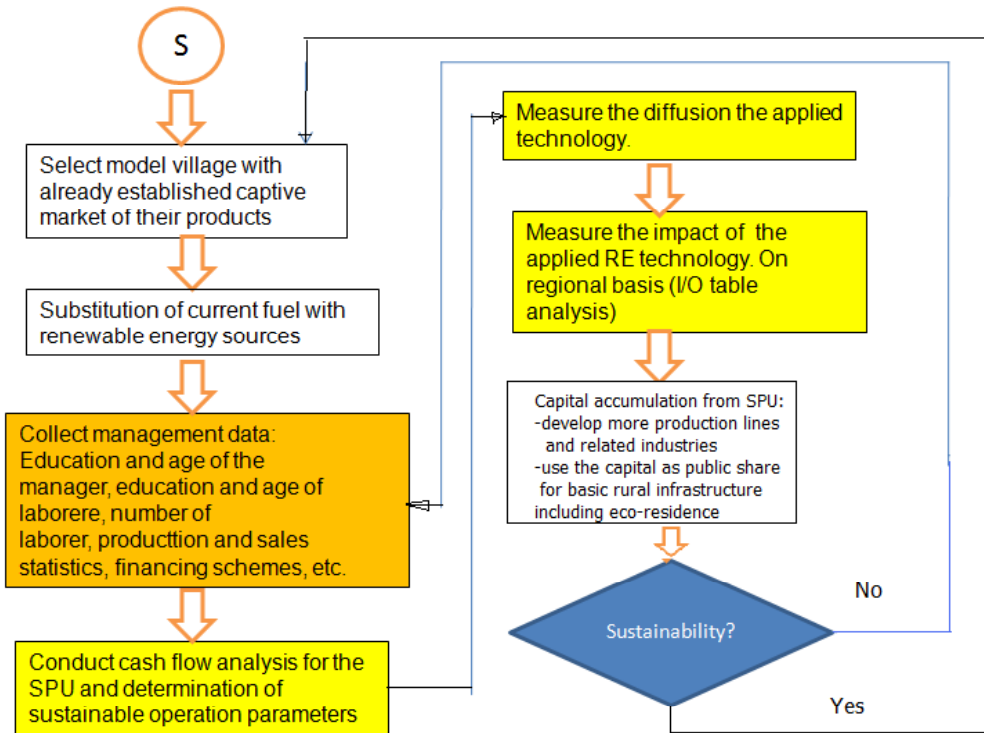 S
Select model village with
already established captive
market of their products
Substitution of current fuel with
renewable energy sources
Collect management data:
Education and age of the
manager, education and age of
laborere, number of
laborer, producttion and sales
statistics, financing schemes, etc.
Conduct cash flow analysis for the
SPU and determination of
sustainable operation parameters
Measure the diffusion the applied
technology.
Measure the impact of the
applied RE technology. On
regional basis (I/O table
analysis)
Capital accumulation from SPU:
-develop more production lines
and related industries
-use the capital as public share
for basic rural infrastructure
including eco-residence
Sustainability?
No
Yes